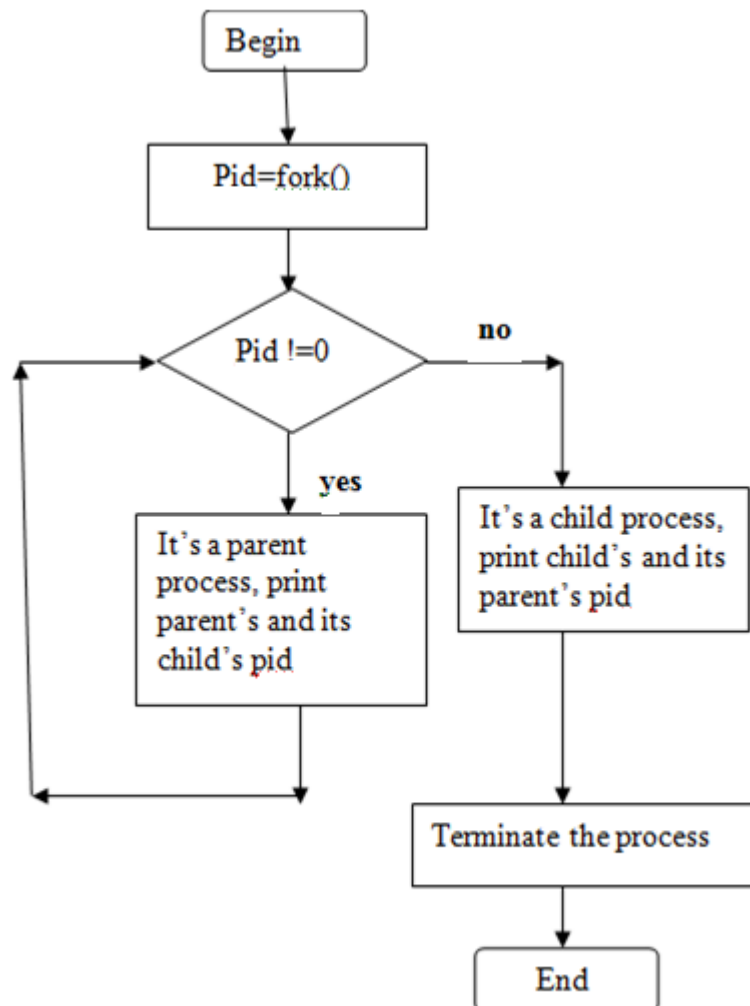 Begin
Pid=fork()
Pid !=0
no
yes
It’s a parent
process, print
parent’s and its
child’s pid
It’s a child process,
print child’s and its
parent’s pid
Terminate the process
End